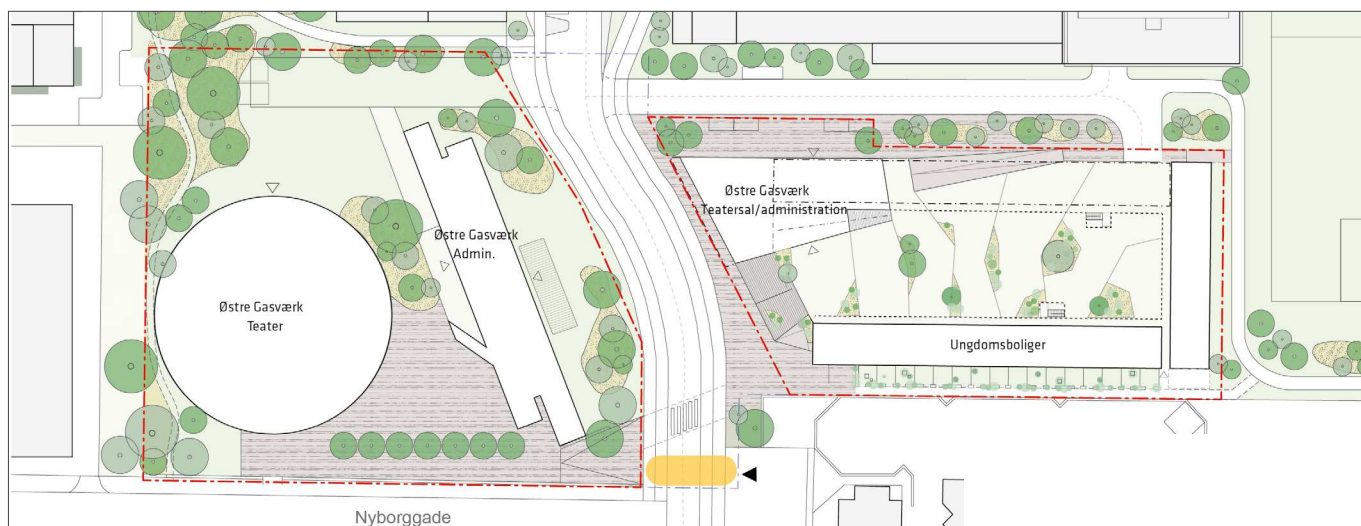 Østre Gasværk
Teater
Østre Gasværk
Admin.
Østre Gasværk
Teatersal/administration
Ungdomsboliger
Nyborggade